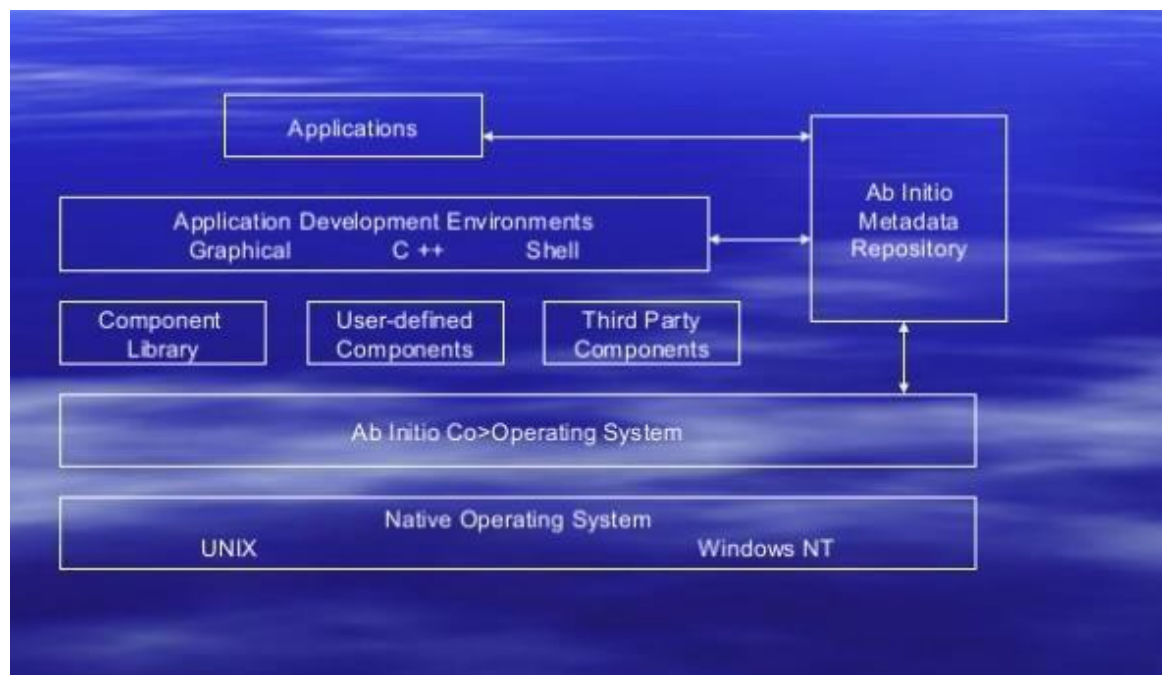 Applications
Ab Initio
Metadata
Repository
Application Development Environments
Graphical C ++ Shell
Component
Library
User-defined
Components
Third Party
Components
Ab Initio Co>Operating System
Native Operating System
UNIX Windows NT